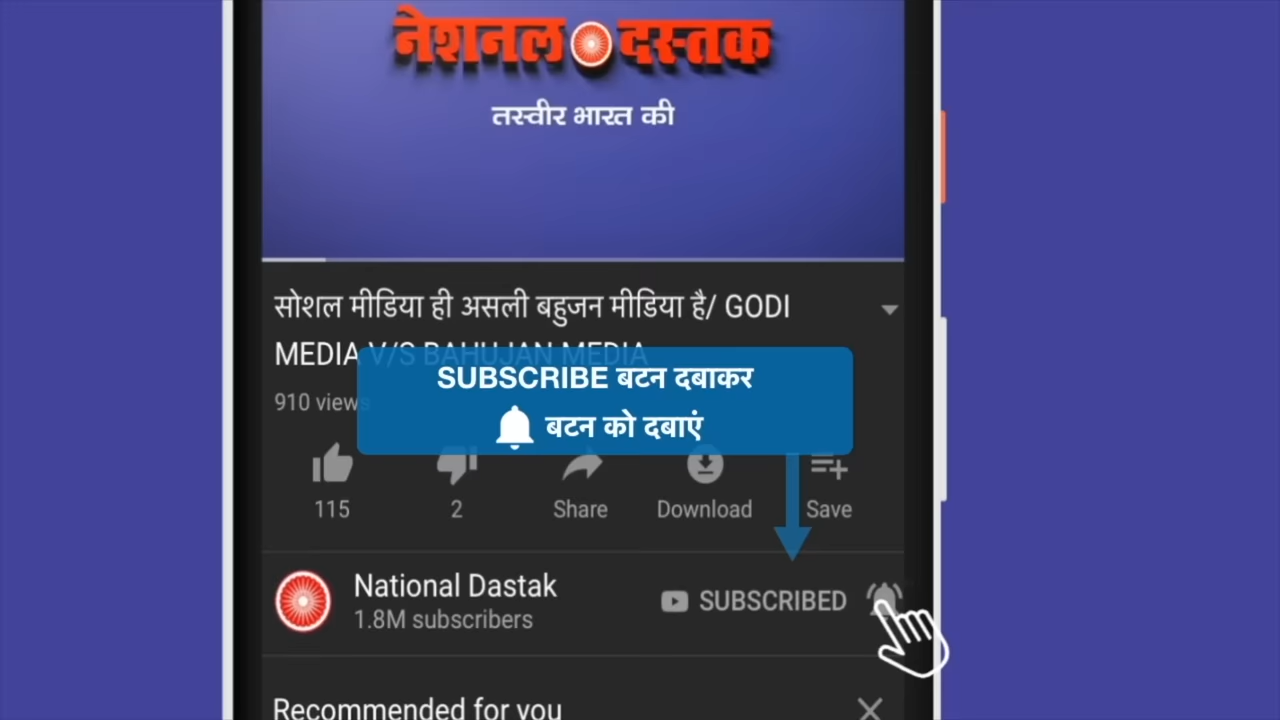 नेशनल दस्तक
तस्वीर भारत की
सोशल मीडिया ही असली बहुजन मीडिया है/ GODI
MEDIA V/S BAHUJAN MEDIA
910 views
SUBSCRIBE बटन दबाकर
बटन को दबाएं
115
2
Share
Download
Save
National Dastak
1.8M subscribers
SUBSCRIBED
Recommended for you